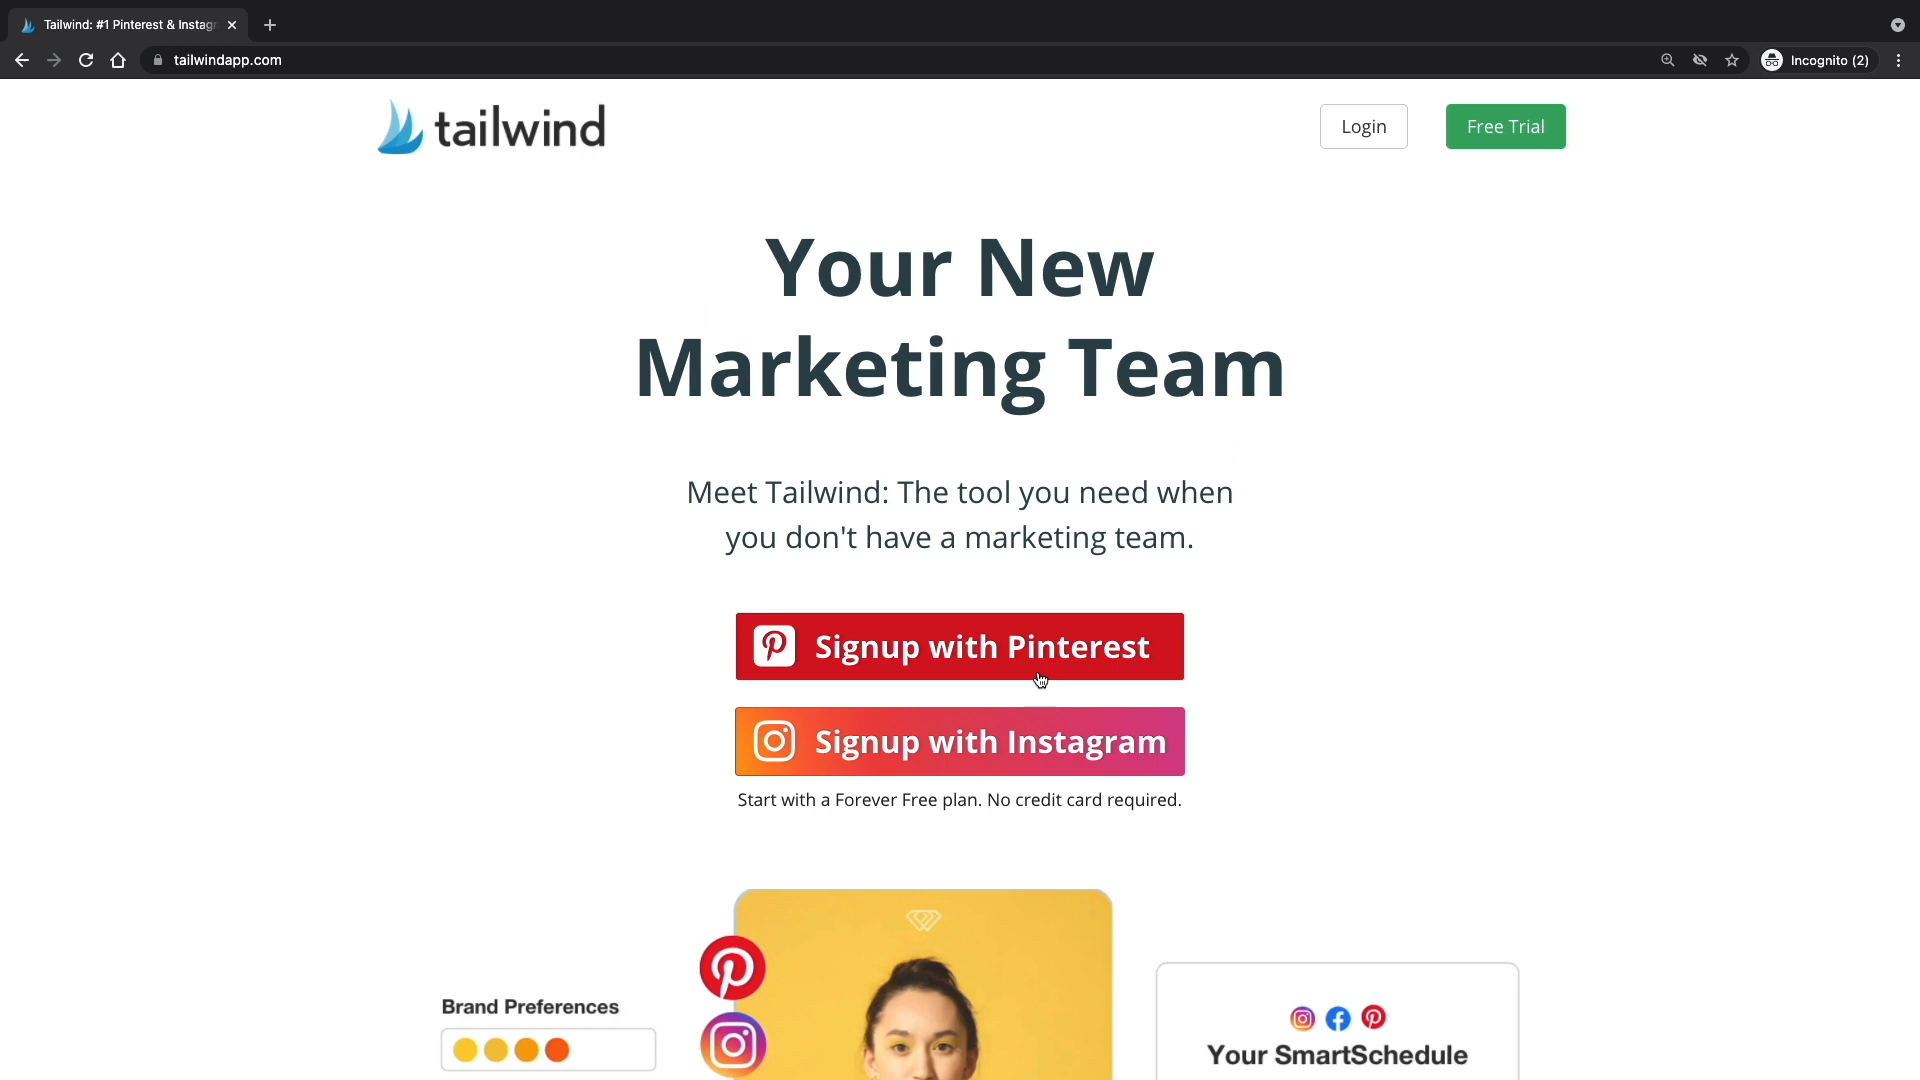 Tailwind: #1 Pinterest & Instagr
tailwindapp.com
Incognito (2)
tailwind
Login
Free Trial
Your New
Marketing Team
Meet Tailwind: The tool you need when
you don't have a marketing team.
Signup with Pinterest
Signup with Instagram
Start with a Forever Free plan. No credit card required.
Brand Preferences
Your SmartSchedule